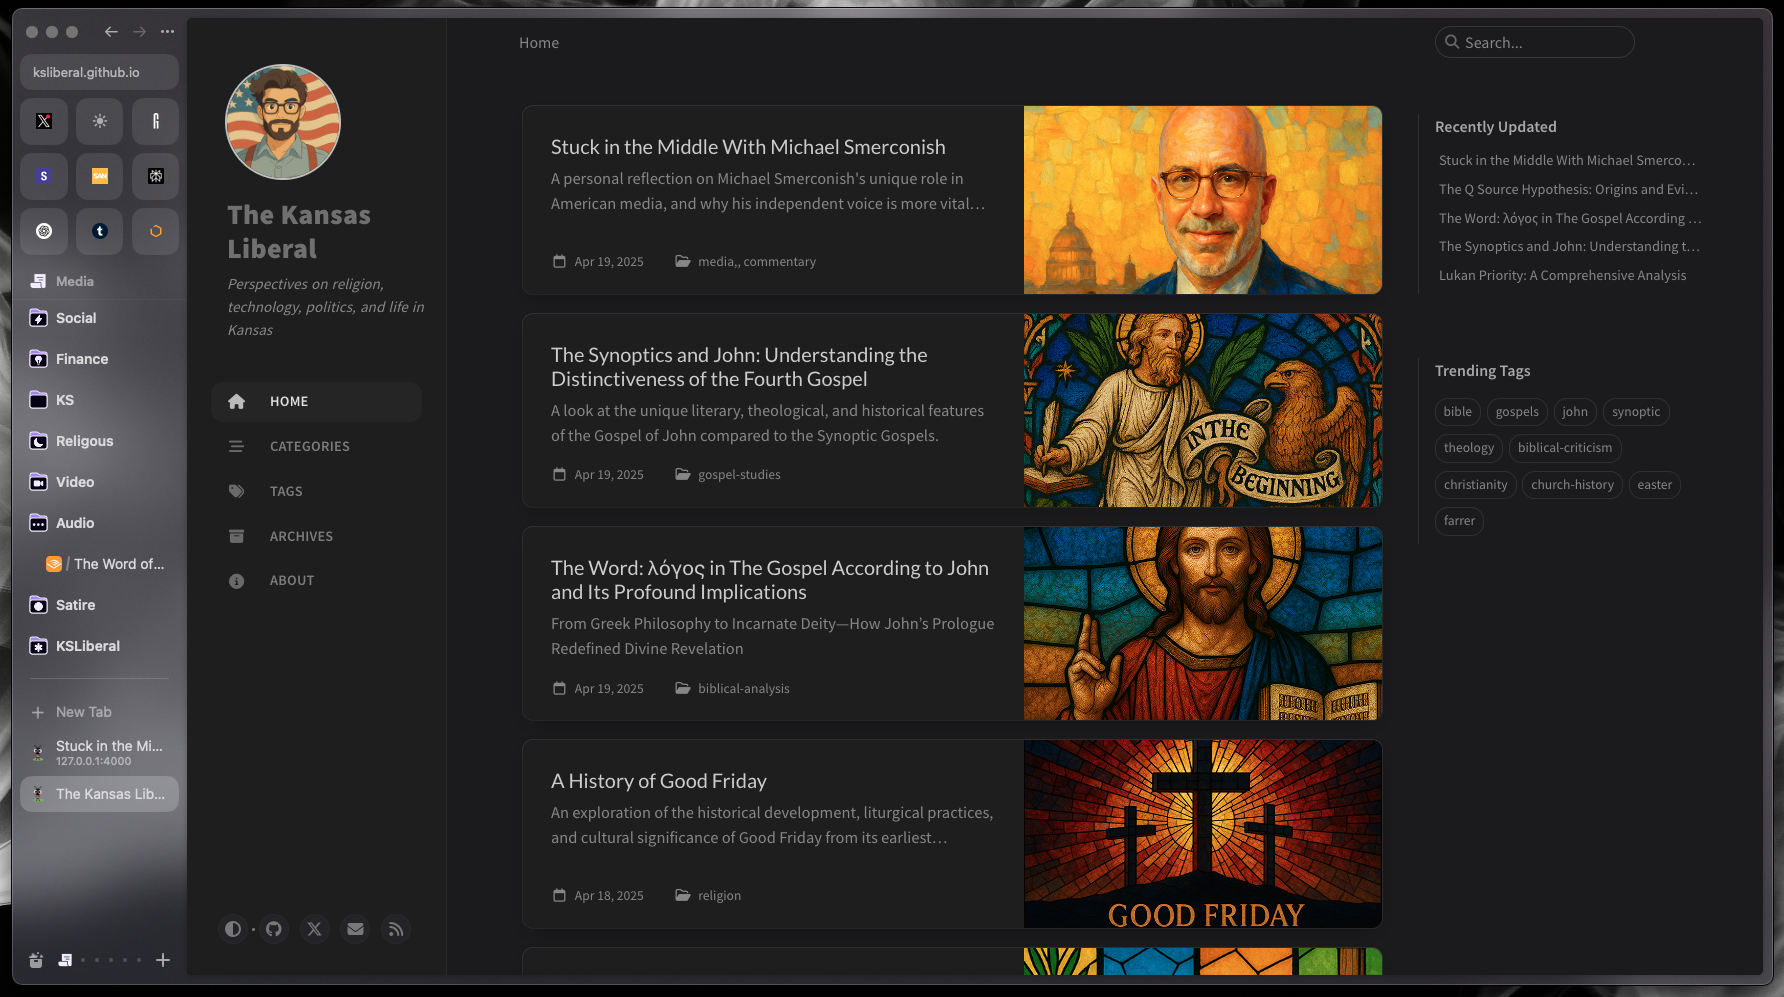 ksliberal.github.io
Media
Social
Finance
KS
Religous
Video
Audio
/ The Word of...
Satire
KSLiberal
New Tab
Stuck in the Mi...
127.0.0.1:4000
The Kansas Lib...
The Kansas
Liberal
Perspectives on religion,
technology, politics, and life in
Kansas
HOME
CATEGORIES
TAGS
ARCHIVES
ABOUT
Home
Search...
Stuck in the Middle With Michael Smerconish
A personal reflection on Michael Smerconish's unique role in
American media, and why his independent voice is more vital...
Apr 19, 2025 media,, commentary
The Synoptics and John: Understanding the
Distinctiveness of the Fourth Gospel
A look at the unique literary, theological, and historical features
of the Gospel of John compared to the Synoptic Gospels.
Apr 19, 2025 gospel-studies
IN THE
BEGINNING
The Word: λόγος in The Gospel According to John
and Its Profound Implications
From Greek Philosophy to Incarnate Deity—How John’s Prologue
Redefined Divine Revelation
Apr 19, 2025 biblical-analysis
A History of Good Friday
An exploration of the historical development, liturgical practices,
and cultural significance of Good Friday from its earliest...
Apr 18, 2025 religion
GOOD FRIDAY
Recently Updated
Stuck in the Middle With Michael Smerco...
The Q Source Hypothesis: Origins and Evi...
The Word: λόγος in The Gospel According ...
The Synoptics and John: Understanding t...
Lukan Priority: A Comprehensive Analysis
Trending Tags
bible gospels john synoptic
theology biblical-criticism
christianity church-history easter
farrer